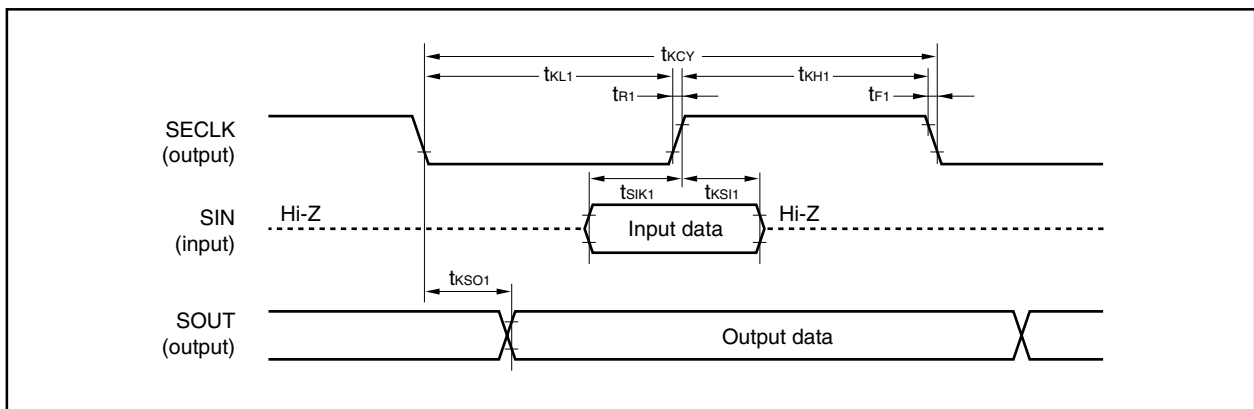 tKCY
tKL1 tKH1
tR1 tF1
SECLK
(output)
tSIK1 tKSI1
SIN
(input)
Hi-Z Input data Hi-Z
tKSO1
SOUT
(output)
Output data